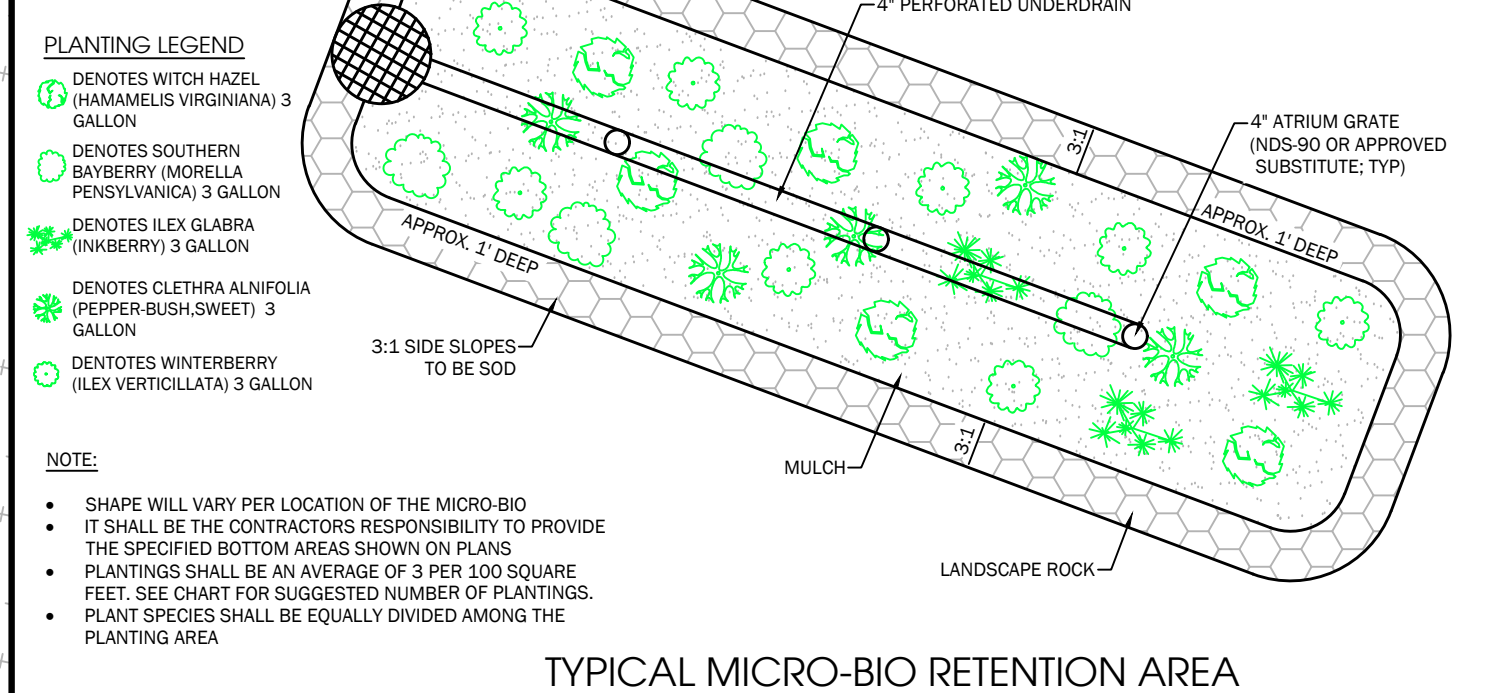 4" PERFORATED UNDERDRAIN
PLANTING LEGEND
DENOTES WITCH HAZEL
(HAMAMELIS VIRGINIANA) 3
GALLON
DENOTES SOUTHERN
BAYBERRY (MORELLA
PENSYLVANICA) 3 GALLON
DENOTES ILEX GLABRA
(INKBERRY) 3 GALLON
DENOTES CLETHRA ALNIFOLIA
(PEPPER-BUSH,SWEET) 3
GALLON
DENTOTES WINTERBERRY
(ILEX VERTICILLATA) 3 GALLON
3:1
4" ATRIUM GRATE
(NDS-90 OR APPROVED
SUBSTITUTE; TYP)
APPROX. 1' DEEP
APPROX. 1' DEEP
3:1 SIDE SLOPES
TO BE SOD
3:1
MULCH
LANDSCAPE ROCK
NOTE:
• SHAPE WILL VARY PER LOCATION OF THE MICRO-BIO
• IT SHALL BE THE CONTRACTORS RESPONSIBILITY TO PROVIDE
THE SPECIFIED BOTTOM AREAS SHOWN ON PLANS
• PLANTINGS SHALL BE AN AVERAGE OF 3 PER 100 SQUARE
FEET. SEE CHART FOR SUGGESTED NUMBER OF PLANTINGS.
• PLANT SPECIES SHALL BE EQUALLY DIVIDED AMONG THE
PLANTING AREA
TYPICAL MICRO-BIO RETENTION AREA